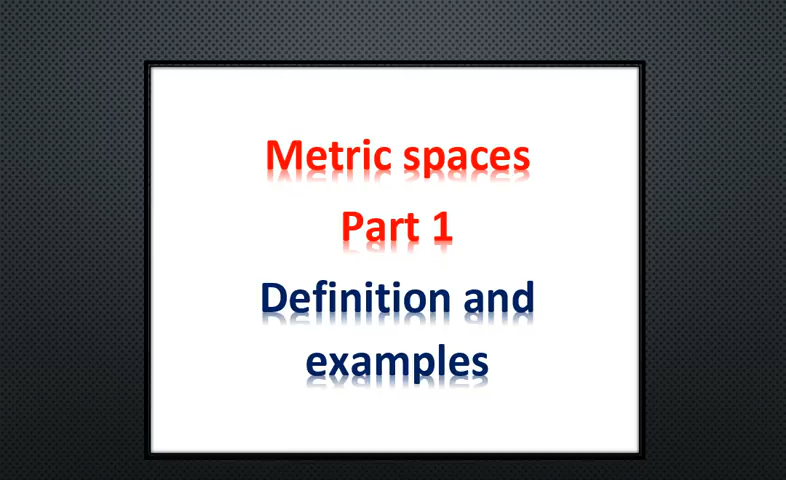 Metric spaces
Part 1
Definition and
examples